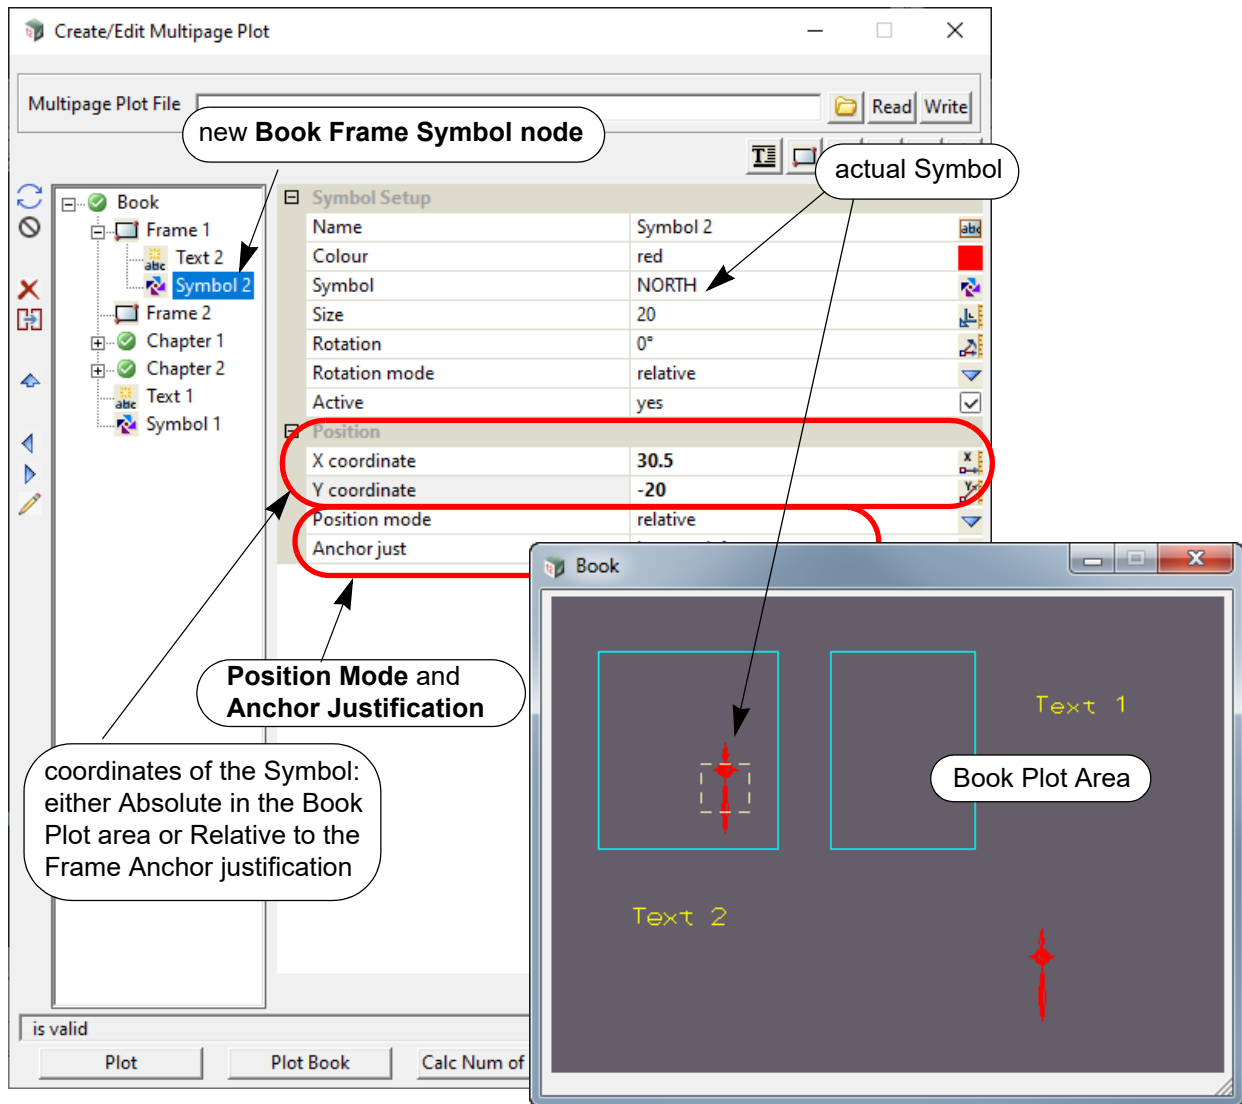 Create/Edit Multipage Plot
Multipage Plot File
Read
Write
new Book Frame Symbol node
actual Symbol
Book
Frame 1
Text 2
Symbol 2
Frame 2
Chapter 1
Chapter 2
Text 1
Symbol 1
Symbol Setup
Name Symbol 2
Colour red
Symbol NORTH
Size 20
Rotation 0°
Rotation mode relative
Active yes
Position
X coordinate 30.5
Y coordinate -20
Position mode relative
Anchor just
Position Mode and
Anchor Justification
coordinates of the Symbol:
either Absolute in the Book
Plot area or Relative to the
Frame Anchor justification
Book
Text 1
Book Plot Area
Text 2
is valid
Plot
Plot Book
Calc Num of